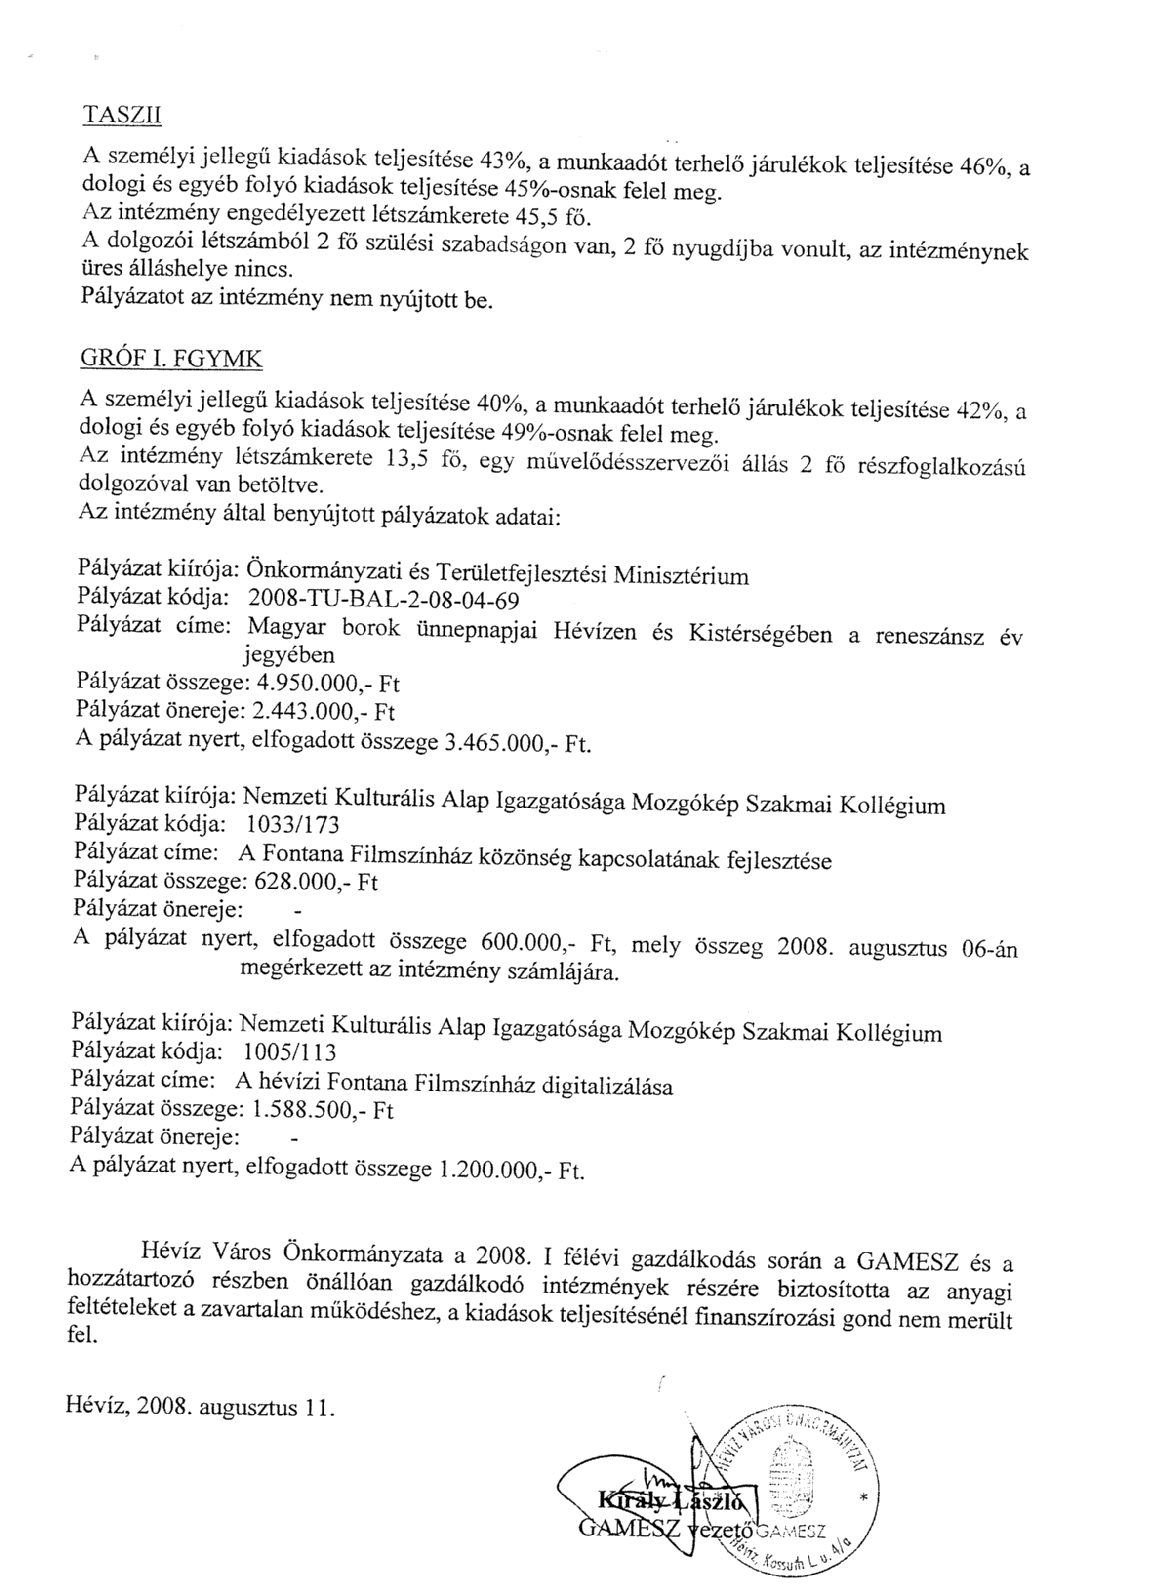 TASZII
A személyi jellegű kiadások teljesítése 43%, a munkaadót terhelő járulékok teljesítése 46%, a
dologi és egyéb folyó kiadások teljesítése 45%-osnak felel meg.
Az intézmény engedélyezett létszámkerete 45,5 fő.
A dolgozói létszámból 2 fő szülési szabadságon van, 2 fő nyugdíjba vonult, az intézménynek
üres álláshelye nincs.
Pályázatot az intézmény nem nyújtott be.
GRÓF I. FGYMK
A személyi jellegű kiadások teljesítése 40%, a munkaadót terhelő járulékok teljesítése 42%, a
dologi és egyéb folyó kiadások teljesítése 49%-osnak felel meg.
Az intézmény létszámkerete 13,5 fő, egy művelődésszervezői állás 2 fő részfoglalkozású
dolgozóval van betöltve.
Az intézmény által benyújtott pályázatok adatai:
Pályázat kiírója: Önkormányzati és Területfejlesztési Minisztérium
Pályázat kódja: 2008-TU-BAL-2-08-04-69
Pályázat címe: Magyar borok ünnepnapjai Hévízen és Kistérségében a reneszánsz év
jegyében
Pályázat összege: 4.950.000,- Ft
Pályázat önereje: 2.443.000,- Ft
A pályázat nyert, elfogadott összege 3.465.000,- Ft.
Pályázat kiírója: Nemzeti Kulturális Alap Igazgatósága Mozgókép Szakmai Kollégium
Pályázat kódja: 1033/173
Pályázat címe: A Fontana Filmszínház közönség kapcsolatának fejlesztése
Pályázat összege: 628.000,- Ft
Pályázat önereje: -
A pályázat nyert, elfogadott összege 600.000,- Ft, mely összeg 2008. augusztus 06-án
megérkezett az intézmény számlájára.
Pályázat kiírója: Nemzeti Kulturális Alap Igazgatósága Mozgókép Szakmai Kollégium
Pályázat kódja: 1005/113
Pályázat címe: A hévízi Fontana Filmszínház digitalizálása
Pályázat összege: 1.588.500,- Ft
Pályázat önereje: -
A pályázat nyert, elfogadott összege 1.200.000,- Ft.
Hévíz Város Önkormányzata a 2008. I félévi gazdálkodás során a GAMESZ és a
hozzátartozó részben önállóan gazdálkodó intézmények részére biztosította az anyagi
feltételeket a zavartalan működéshez, a kiadások teljesítésénél finanszírozási gond nem merült
fel.
Hévíz, 2008. augusztus 11.
Király László
GAMESZ vezető
HÉVÍZ VÁROSI ÖNKORMÁNYZAT *
GAMESZ
Hévíz, Kossuth L. u. 4/a